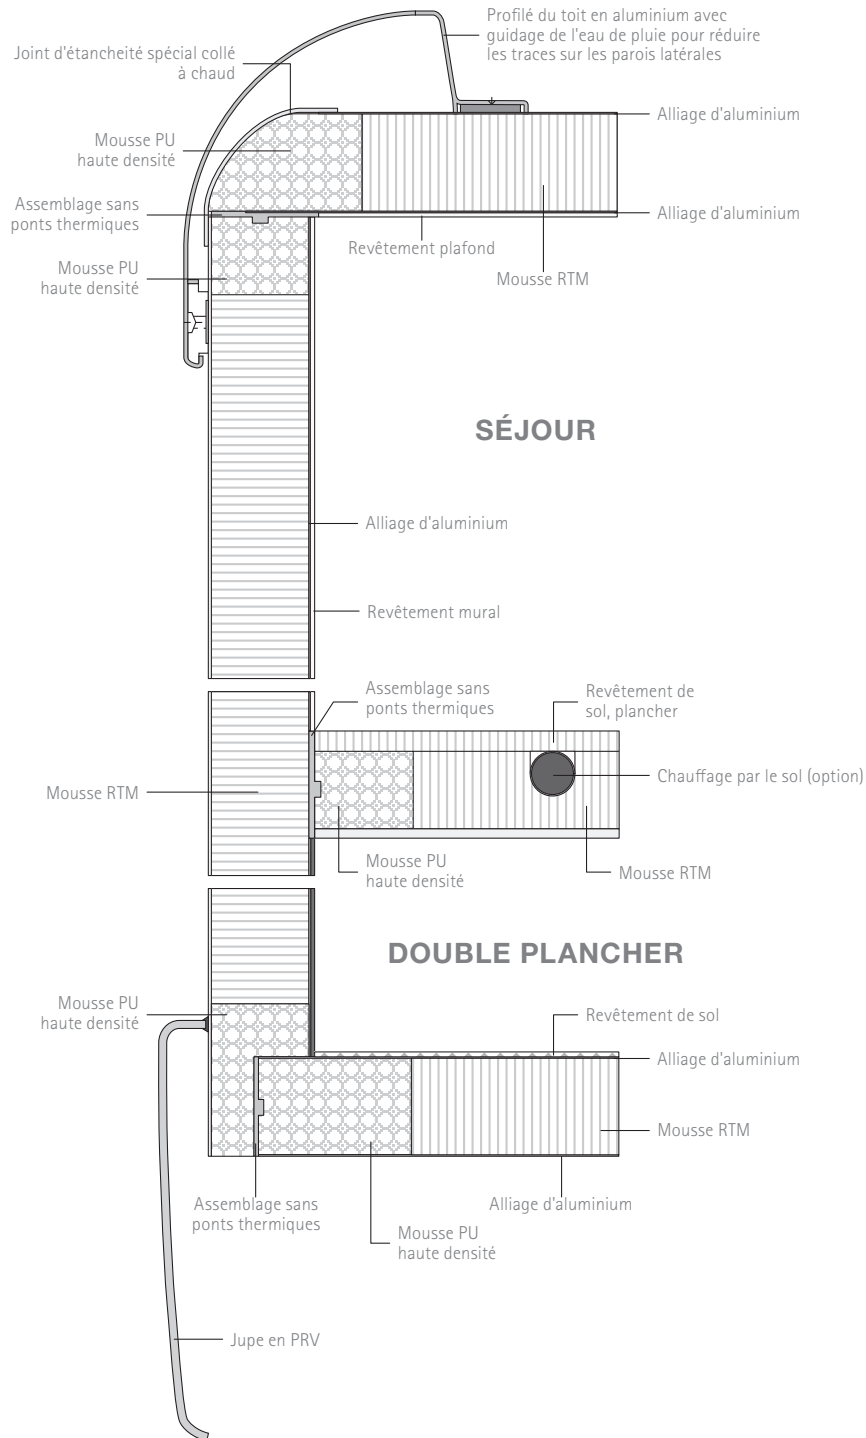 Profilé du toit en aluminium avec
guidage de l'eau de pluie pour réduire
les traces sur les parois latérales
Joint d'étancheité spécial collé
à chaud
Alliage d'aluminium
Mousse PU
haute densité
Assemblage sans
ponts thermiques
Alliage d'aluminium
Revêtement plafond
Mousse PU
haute densité
Mousse RTM
SÉJOUR
Alliage d'aluminium
Revêtement mural
Assemblage sans
ponts thermiques
Revêtement de
sol, plancher
Chauffage par le sol (option)
Mousse RTM
Mousse PU
haute densité
Mousse RTM
DOUBLE PLANCHER
Mousse PU
haute densité
Revêtement de sol
Alliage d'aluminium
Mousse RTM
Assemblage sans
ponts thermiques
Alliage d'aluminium
Mousse PU
haute densité
Jupe en PRV